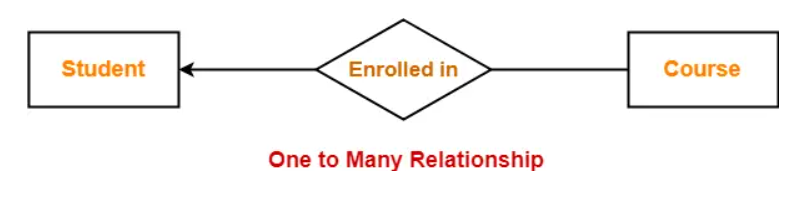 Student
Enrolled in
Course
One to Many Relationship